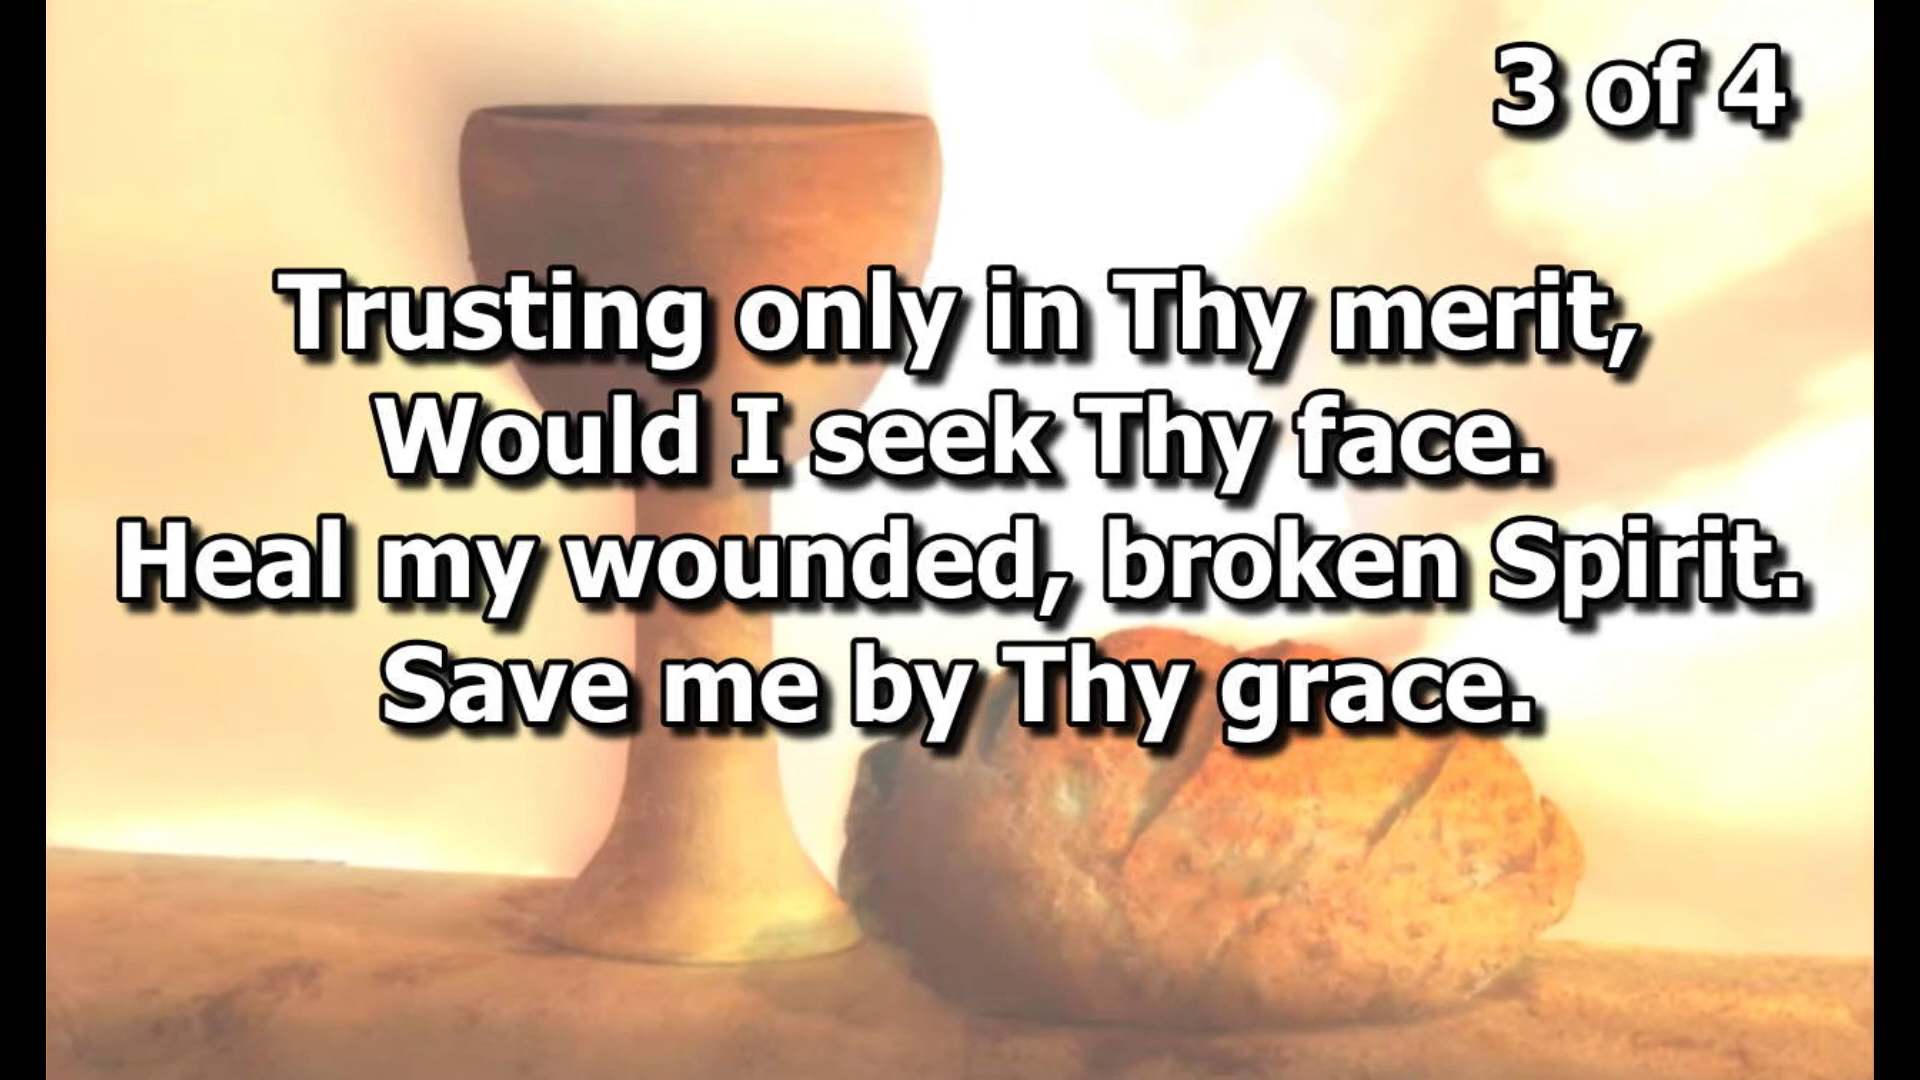 3 of 4
Trusting only in Thy merit,
Would I seek Thy face.
Heal my wounded, broken Spirit.
Save me by Thy grace.